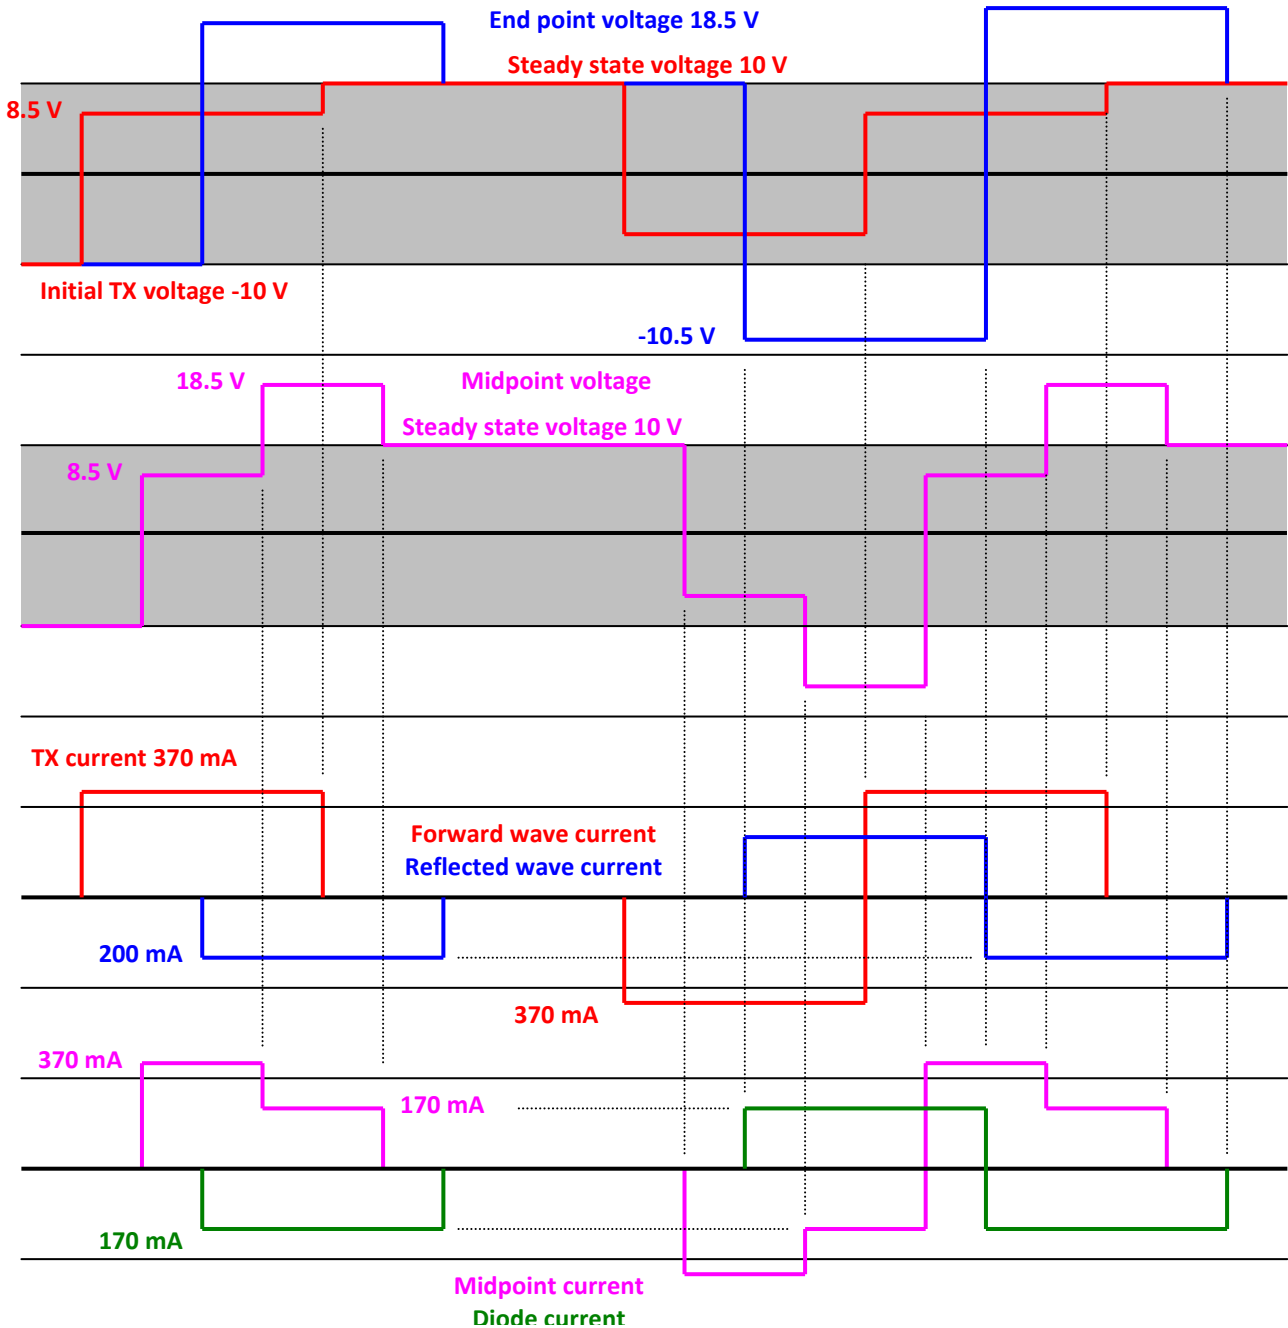 End point voltage 18.5 V
Steady state voltage 10 V
8.5 V
Initial TX voltage -10 V
-10.5 V
18.5 V
Midpoint voltage
Steady state voltage 10 V
8.5 V
TX current 370 mA
Forward wave current
Reflected wave current
200 mA
370 mA
370 mA
170 mA
170 mA
Midpoint current
Diode current